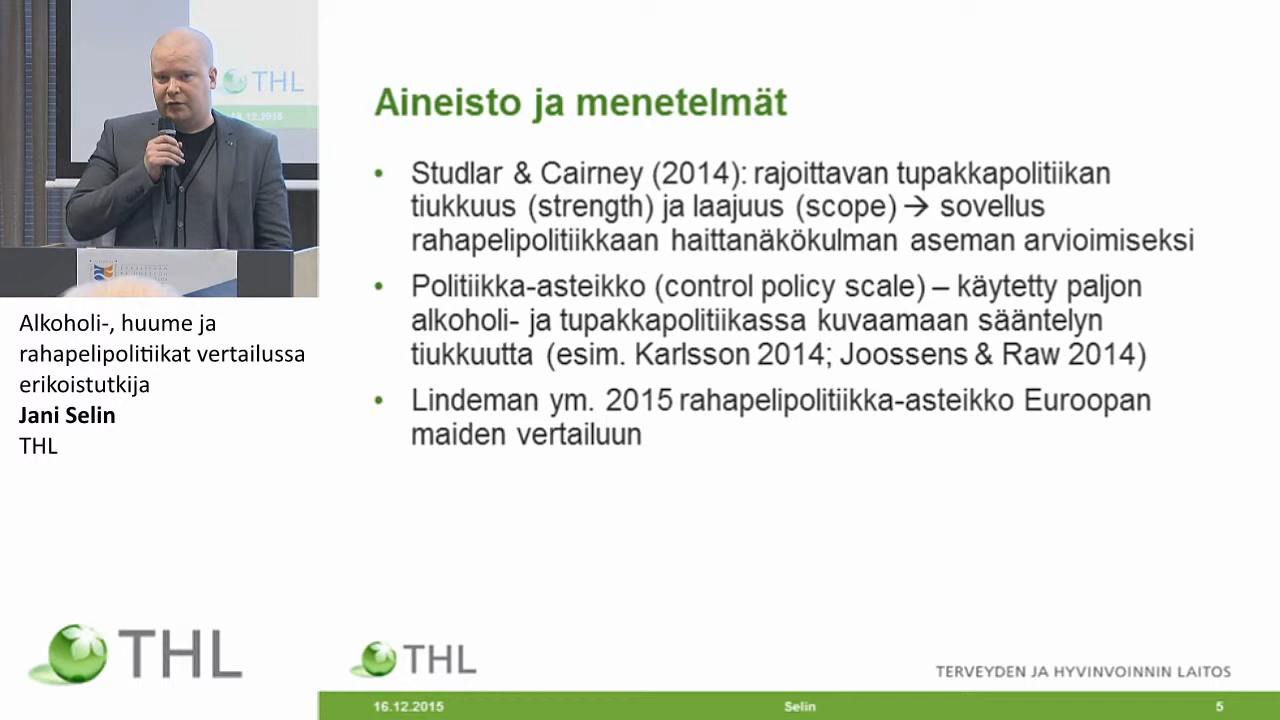 THL
16.12.2015
Alkoholi-, huume ja
rahapelipolitiikat vertailussa
erikoistutkija
Jani Selin
THL
THL
Aineisto ja menetelmät
• Studlar & Cairney (2014): rajoittavan tupakkapolitiikan
tiukkuus (strength) ja laajuus (scope) → sovellus
rahapelipolitiikkaan haittanäkökulman aseman arvioimiseksi
• Politiikka-asteikko (control policy scale) – käytetty paljon
alkoholi- ja tupakkapolitiikassa kuvaamaan sääntelyn
tiukkuutta (esim. Karlsson 2014; Joossens & Raw 2014)
• Lindeman ym. 2015 rahapelipolitiikka-asteikko Euroopan
maiden vertailuun
THL
TERVEYDEN JA HYVINVOINNIN LAITOS
16.12.2015 Selin 5